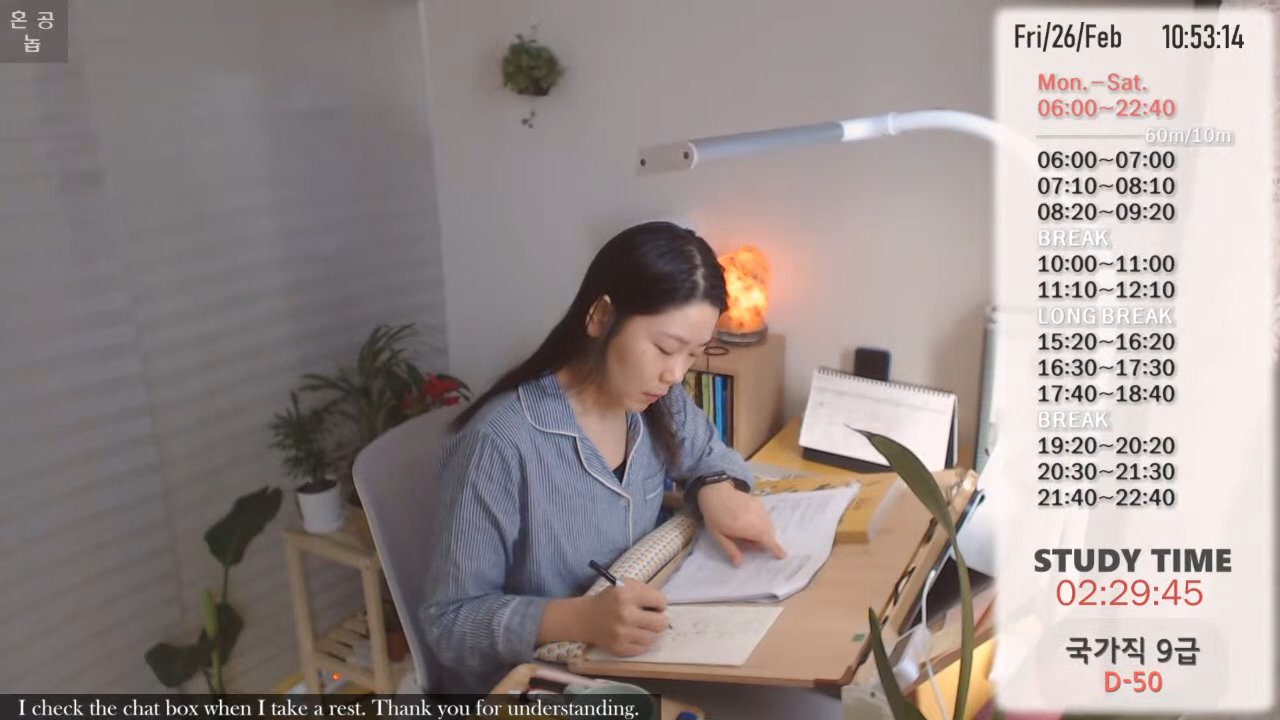 혼 공
놉
Fri/26/Feb 10:53:14
Mon.-Sat.
06:00~22:40
60m/10m
06:00~07:00
07:10~08:10
08:20~09:20
BREAK
10:00~11:00
11:10~12:10
LONG BREAK
15:20~16:20
16:30~17:30
17:40~18:40
BREAK
19:20~20:20
20:30~21:30
21:40~22:40
STUDY TIME
02:29:45
국가직 9급
D-50
I check the chat box when I take a rest. Thank you for understanding.